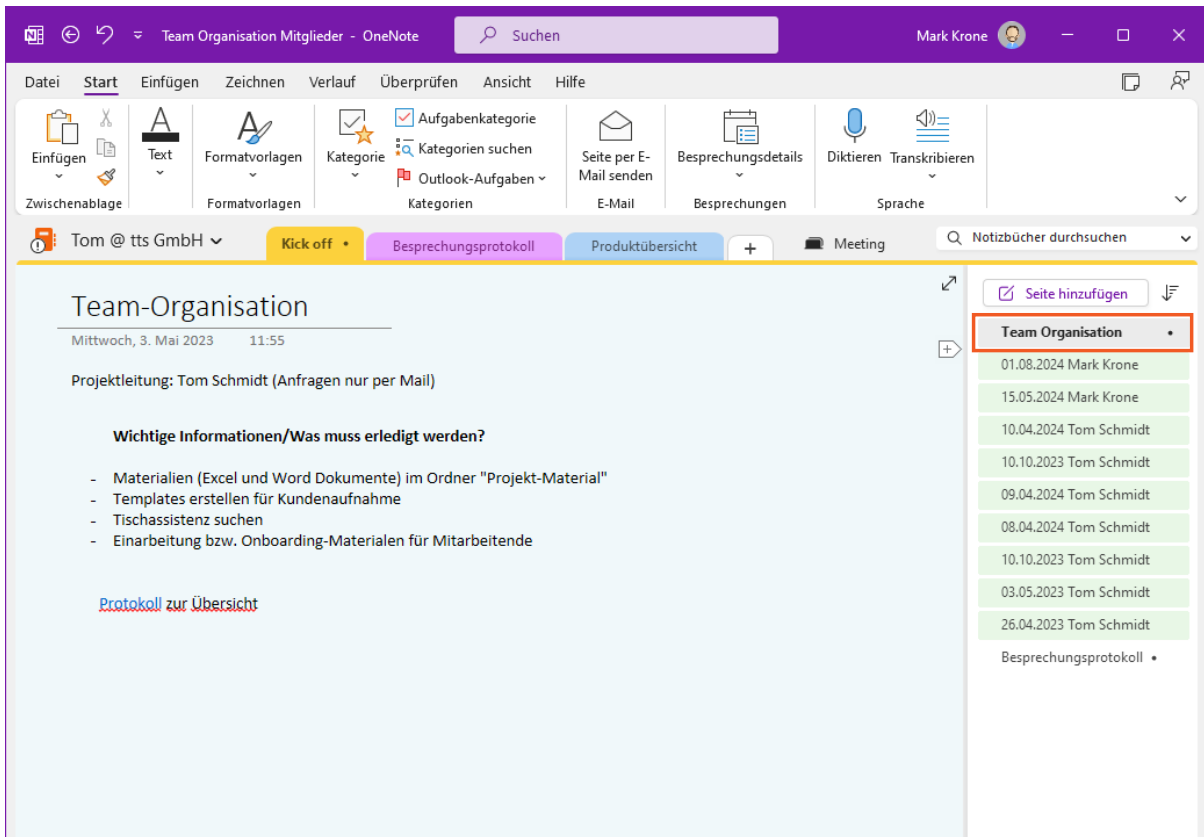 Team Organisation Mitglieder - OneNote
Suchen
Mark Krone
Datei Start Einfügen Zeichnen Verlauf Überprüfen Ansicht Hilfe
Einfügen
Zwischenablage
Text
Formatvorlagen
Formatvorlagen
Kategorie
Aufgabenkategorie
Kategorien suchen
Outlook-Aufgaben
Kategorien
Seite per E-
Mail senden
E-Mail
Besprechungsdetails
Besprechungen
Diktieren Transkribieren
Sprache
Tom @ tts GmbH
Kick off •
Besprechungsprotokoll
Produktübersicht
+
Meeting
Notizbücher durchsuchen
Team-Organisation
Mittwoch, 3. Mai 2023 11:55
Projektleitung: Tom Schmidt (Anfragen nur per Mail)
Wichtige Informationen/Was muss erledigt werden?
- Materialien (Excel und Word Dokumente) im Ordner "Projekt-Material"
- Templates erstellen für Kundenaufnahme
- Tischassistenz suchen
- Einarbeitung bzw. Onboarding-Materialen für Mitarbeitende
Protokoll zur Übersicht
Seite hinzufügen
Team Organisation •
01.08.2024 Mark Krone
15.05.2024 Mark Krone
10.04.2024 Tom Schmidt
10.10.2023 Tom Schmidt
09.04.2024 Tom Schmidt
08.04.2024 Tom Schmidt
10.10.2023 Tom Schmidt
03.05.2023 Tom Schmidt
26.04.2023 Tom Schmidt
Besprechungsprotokoll •